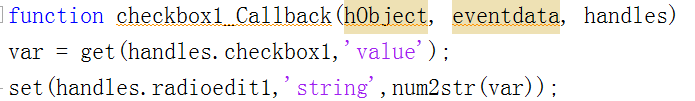 function checkbox1_Callback(hObject, eventdata, handles)
var = get(handles.checkbox1,'value');
set(handles.radioedit1,'string',num2str(var));